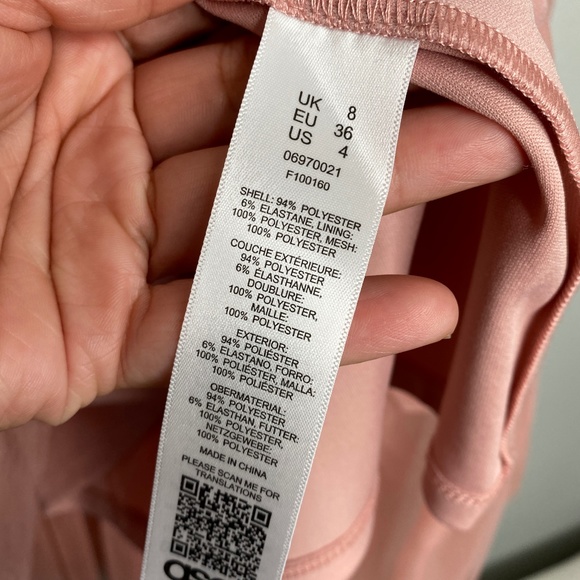 UK 8
EU 36
US 4
06970021
F100160
SHELL: 94% POLYESTER
6% ELASTANE, LINING:
100% POLYESTER, MESH:
100% POLYESTER
COUCHE EXTÉRIEURE:
94% POLYESTER
6% ÉLASTHANNE,
DOUBLURE:
100% POLYESTER,
MAILLE:
100% POLYESTER
EXTERIOR:
94% POLIÉSTER
6% ELASTANO, FORRO:
100% POLIÉSTER, MALLA:
100% POLIÉSTER
OBERMATERIAL:
94% POLYESTER
6% ELASTHAN, FUTTER:
100% POLYESTER,
NETZGEWEBE:
100% POLYESTER
MADE IN CHINA
PLEASE SCAN ME FOR
TRANSLATIONS